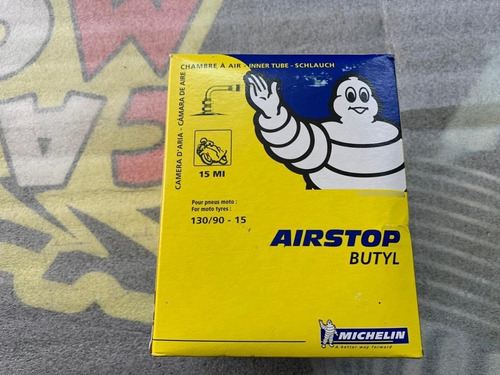 CHAMBRE À AIR - INNER TUBE - SCHLAUCH
CAMERA D'ARIA - CÁMARA DE AIRE
15 MI
Pour pneus moto :
For moto tyres :
130/90 - 15
AIRSTOP
BUTYL
MICHELIN
A better way forward